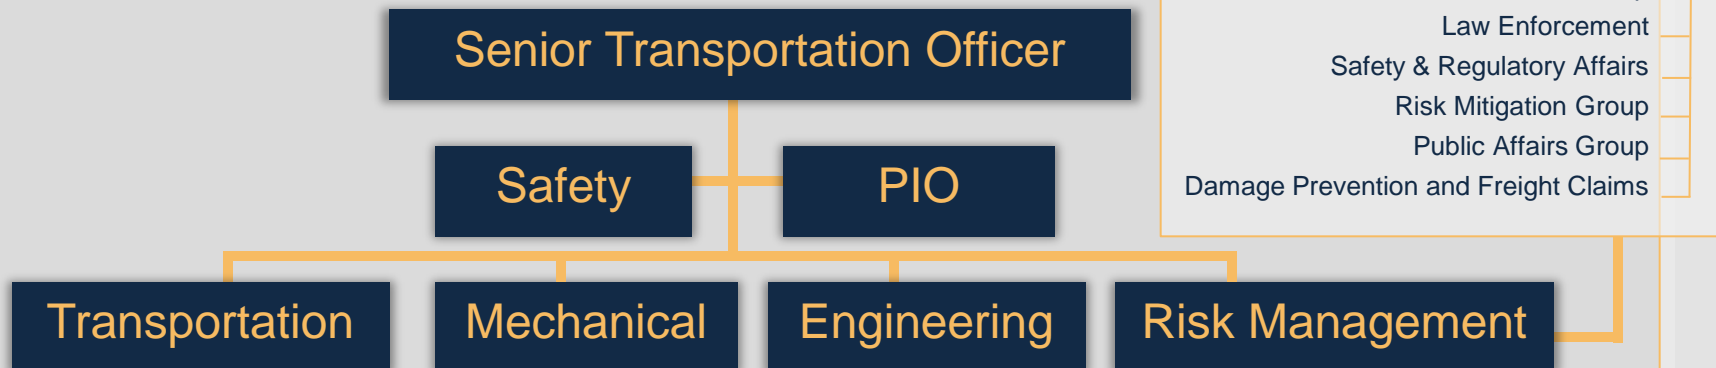 Senior Transportation Officer
Law Enforcement
Safety & Regulatory Affairs
Risk Mitigation Group
Public Affairs Group
Damage Prevention and Freight Claims
Safety
PIO
Transportation
Mechanical
Engineering
Risk Management